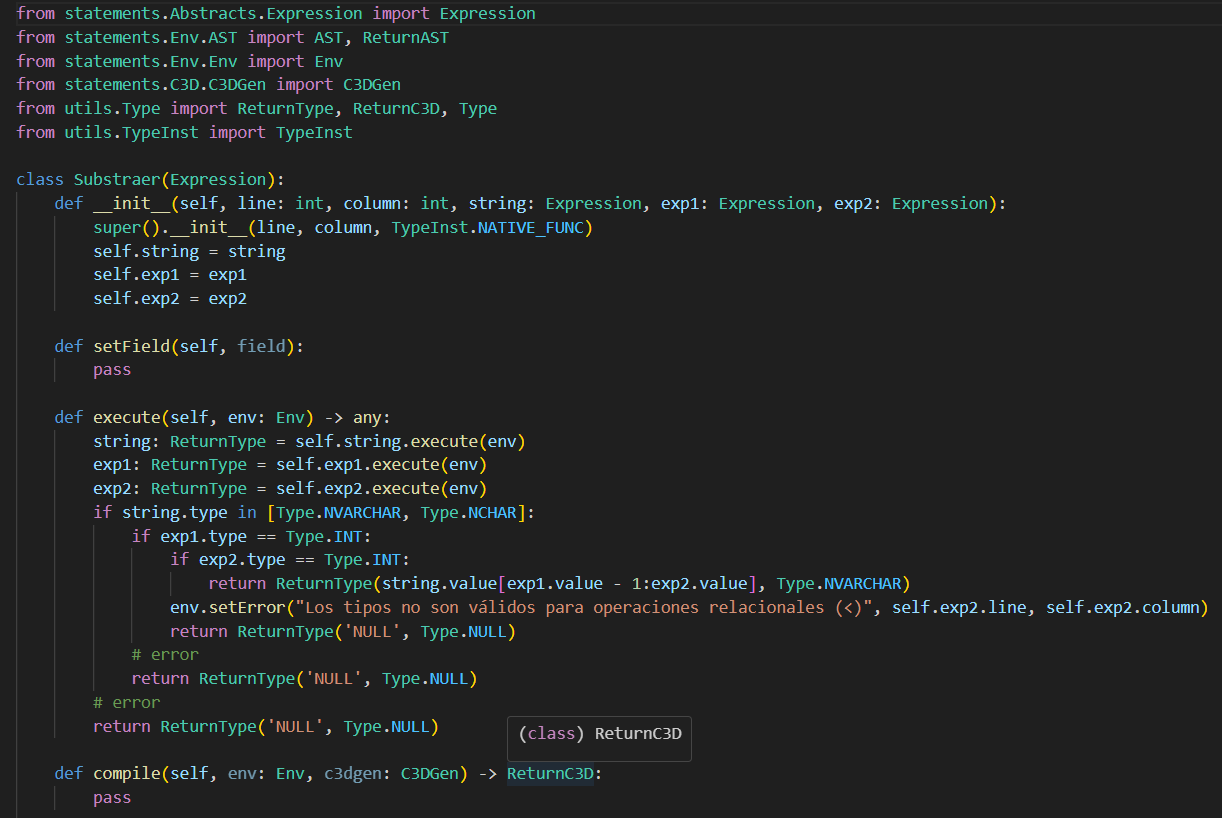 from statements.Abstracts.Expression import Expression
from statements.Env.AST import AST, ReturnAST
from statements.Env.Env import Env
from statements.C3D.C3DGen import C3DGen
from utils.Type import ReturnType, ReturnC3D, Type
from utils.TypeInst import TypeInst

class Substraer(Expression):
    def __init__(self, line: int, column: int, string: Expression, exp1: Expression, exp2: Expression):
        super().__init__(line, column, TypeInst.NATIVE_FUNC)
        self.string = string
        self.exp1 = exp1
        self.exp2 = exp2

    def setField(self, field):
        pass

    def execute(self, env: Env) -> any:
        string: ReturnType = self.string.execute(env)
        exp1: ReturnType = self.exp1.execute(env)
        exp2: ReturnType = self.exp2.execute(env)
        if string.type in [Type.NVARCHAR, Type.NCHAR]:
            if exp1.type == Type.INT:
                if exp2.type == Type.INT:
                    return ReturnType(string.value[exp1.value - 1:exp2.value], Type.NVARCHAR)
                env.setError("Los tipos no son válidos para operaciones relacionales (<)", self.exp2.line, self.exp2.column)
                return ReturnType('NULL', Type.NULL)
            # error
            return ReturnType('NULL', Type.NULL)
        # error
        return ReturnType('NULL', Type.NULL)
(class) ReturnC3D
    def compile(self, env: Env, c3dgen: C3DGen) -> ReturnC3D:
        pass